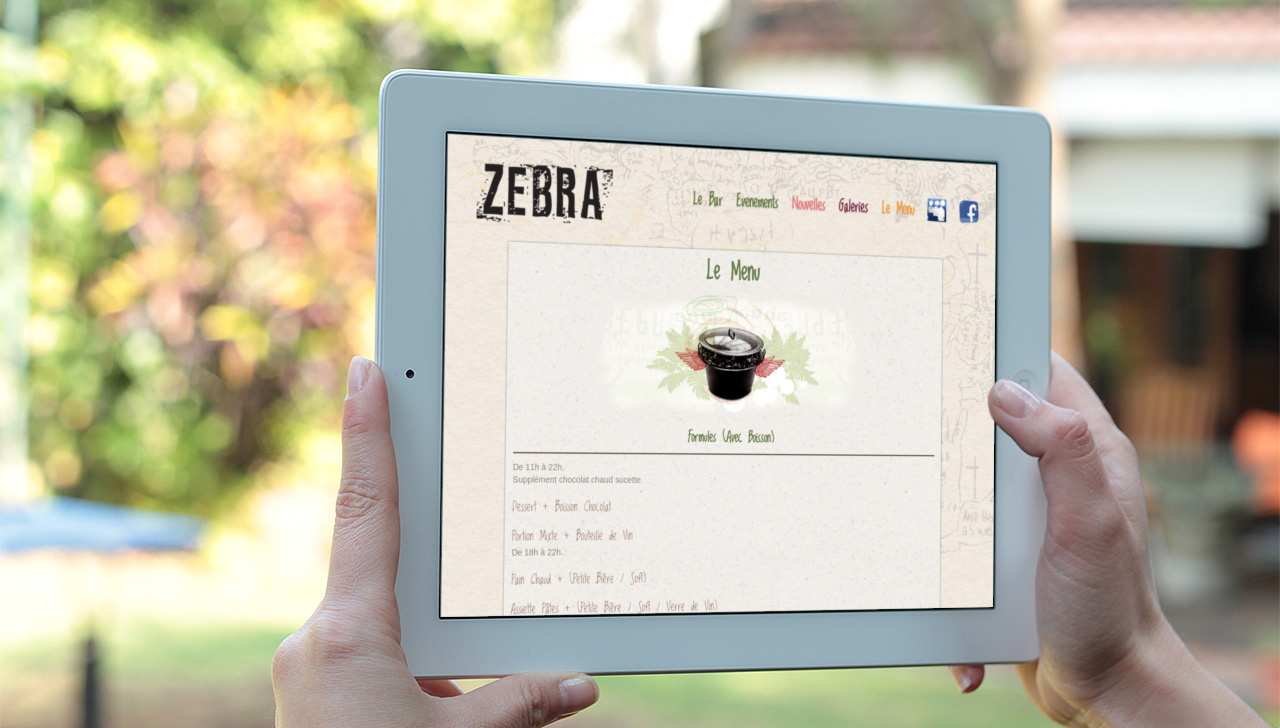 ZEBRA
Le Bar Evenements Nouvelles Galeries Le Menu
Le Menu
Formules (Avec Boisson)
De 11h à 22h.
Supplément chocolat chaud sucette.
Dessert + Boisson Chocolat
Portion Mixte + Bouteille de Vin
De 18h à 22h.
Pain Chaud + (Petite Bière / Soft)
Assiette Pâtes + (Petite Bière / Soft / Verre de Vin)